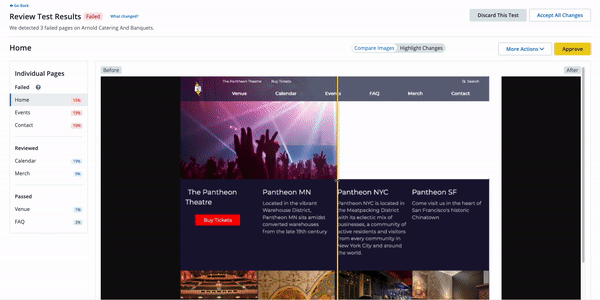 Go Back
Review Test Results Failed What changed?
We detected 3 failed pages on Arnold Catering And Banquets.
Discard This Test
Accept All Changes
Home
Compare Images Highlight Changes
More Actions
Approve
Individual Pages
Failed
Home 15%
Events
Contact
Reviewed
Calendar
Merch
Passed
Venue
FAQ
Before
After
The Pantheon Theatre Buy Tickets Search
Venue Calendar Events FAQ Merch Contact
The Pantheon Theatre
Buy Tickets
Pantheon MN
Located in the vibrant
Warehouse District,
Pantheon MN sits amidst
converted warehouses
from the late 19th century
Pantheon NYC
Pantheon NYC is located in
the Meatpacking District
with its eclectic mix of
businesses, a community of
active residents and visitors
from every community in
New York City and around
the world.
Pantheon SF
Come visit us in the heart of
San Francisco's historic
Chinatown